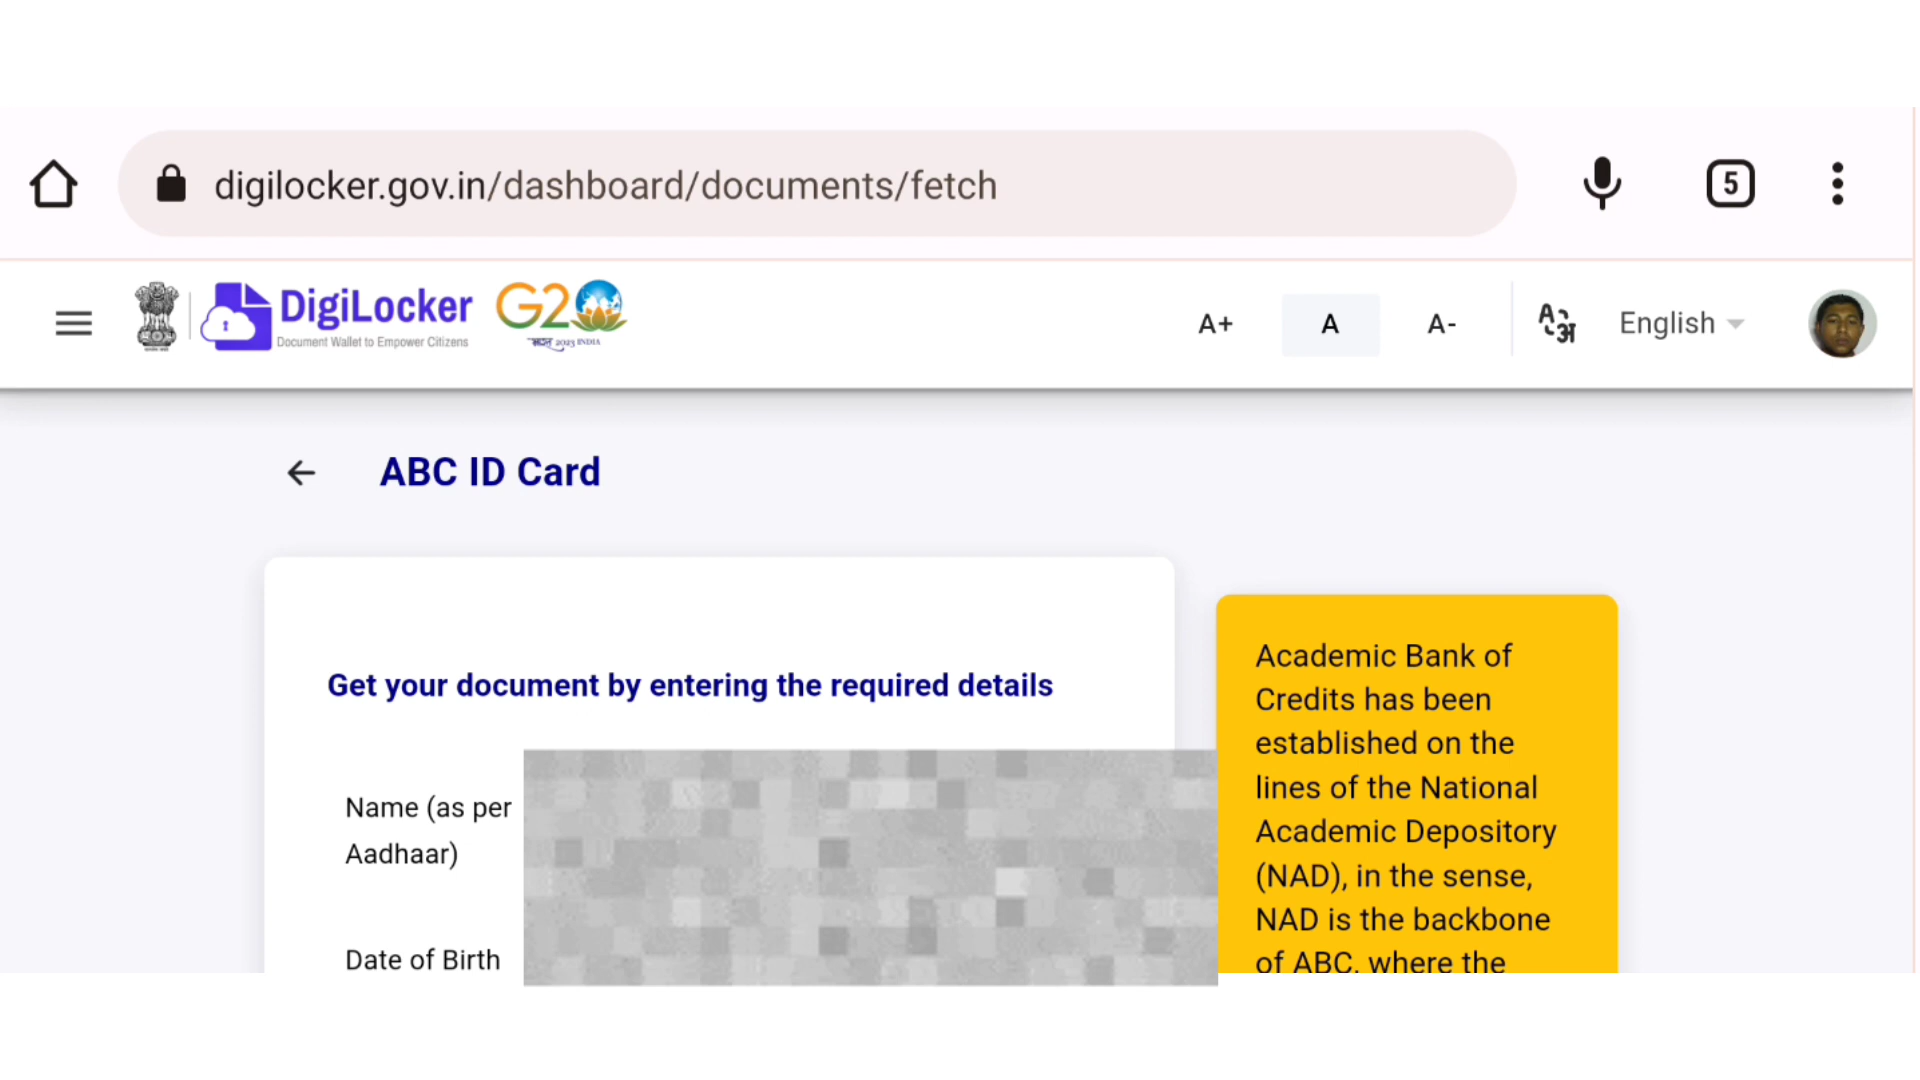 digilocker.gov.in/dashboard/documents/fetch
5
DigiLocker
Document Wallet to Empower Citizens
G20
भारत 2023 INDIA
A+
A
A-
English
ABC ID Card
Get your document by entering the required details
Name (as per
Aadhaar)
Date of Birth
Academic Bank of
Credits has been
established on the
lines of the National
Academic Depository
(NAD), in the sense,
NAD is the backbone
of ABC, where the